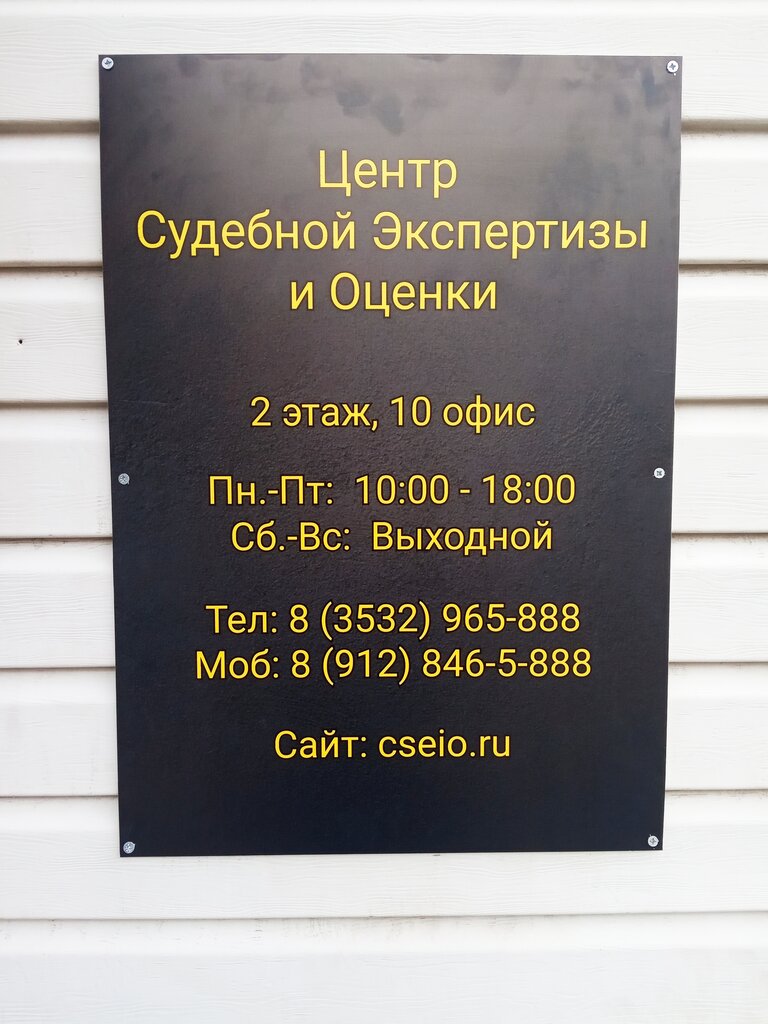 Центр
Судебной Экспертизы
и Оценки
2 этаж, 10 офис
Пн.-Пт: 10:00 - 18:00
Сб.-Вс: Выходной
Тел: 8 (3532) 965-888
Моб: 8 (912) 846-5-888
Сайт: cseio.ru